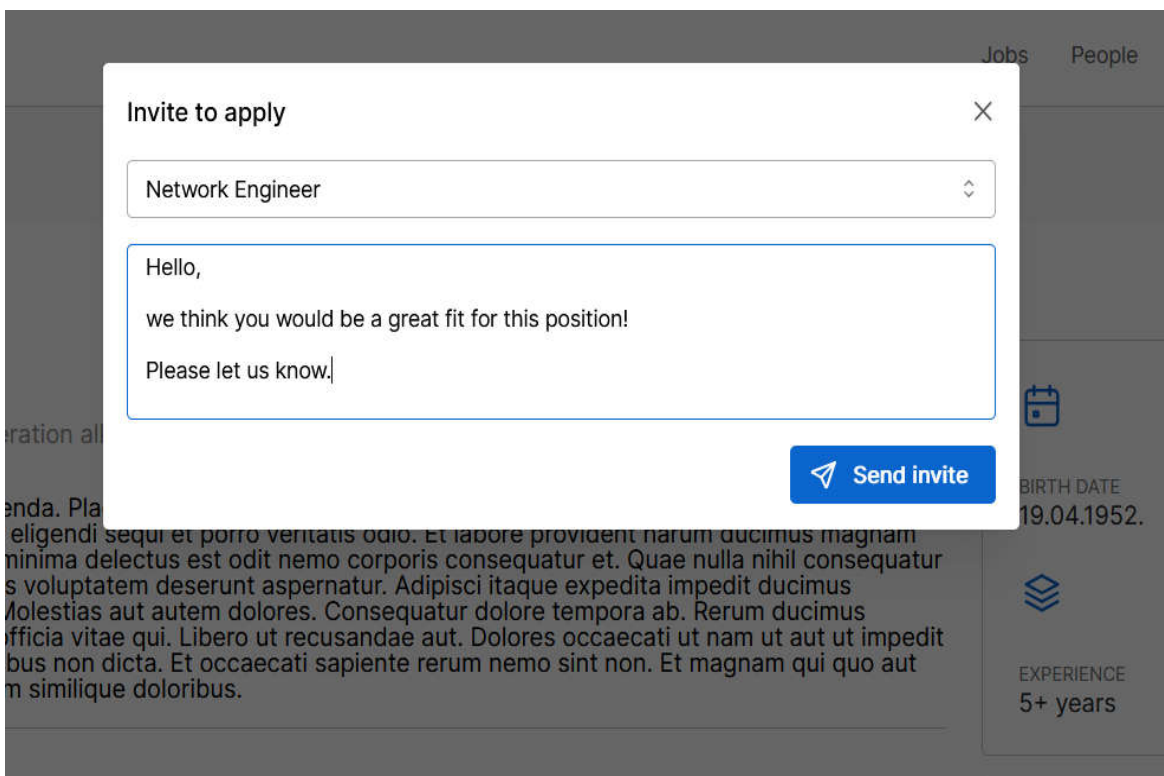 Jobs People
Invite to apply
Network Engineer
Hello,
we think you would be a great fit for this position!
Please let us know.
Send invite
eration all
BIRTH DATE
19.04.1952.
enda. Pla
eligendi sequi et porro veritatis odio. Et labore provident harum ducimus magnam
minima delectus est odit nemo corporis consequatur et. Quae nulla nihil consequatur
s voluptatem deserunt aspernatur. Adipisci itaque expedita impedit ducimus
Molestias aut autem dolores. Consequatur dolore tempora ab. Rerum ducimus
officia vitae qui. Libero ut recusandae aut. Dolores occaecati ut nam ut aut ut impedit
bus non dicta. Et occaecati sapiente rerum nemo sint non. Et magnam qui quo aut
m similique doloribus.
EXPERIENCE
5+ years